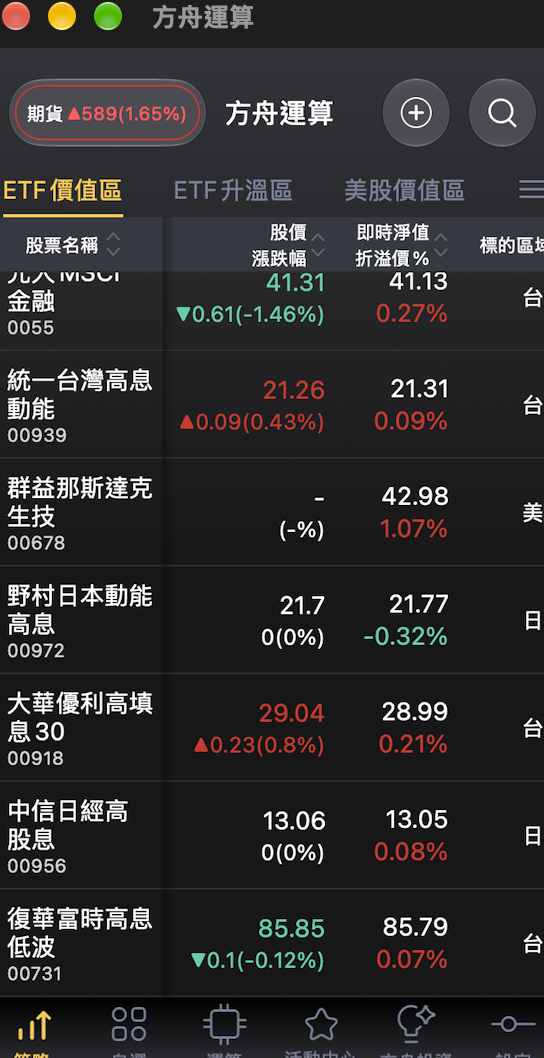 方舟運算
期貨 ▲589(1.65%)
方舟運算
ETF價值區 ETF升溫區 美股價值區
股票名稱 股價 漲跌幅 即時淨值 折溢價% 標的區域
金融
0055
41.31
▼0.61(-1.46%)
41.13
0.27%
台
統一台灣高息
動能
00939
21.26
▲0.09(0.43%)
21.31
0.09%
台
群益那斯達克
生技
00678
-
(-%)
42.98
1.07%
美
野村日本動能
高息
00972
21.7
0(0%)
21.77
-0.32%
日
大華優利高填
息30
00918
29.04
▲0.23(0.8%)
28.99
0.21%
台
中信日經高
股息
00956
13.06
0(0%)
13.05
0.08%
日
復華富時高息
低波
00731
85.85
▼0.1(-0.12%)
85.79
0.07%
台